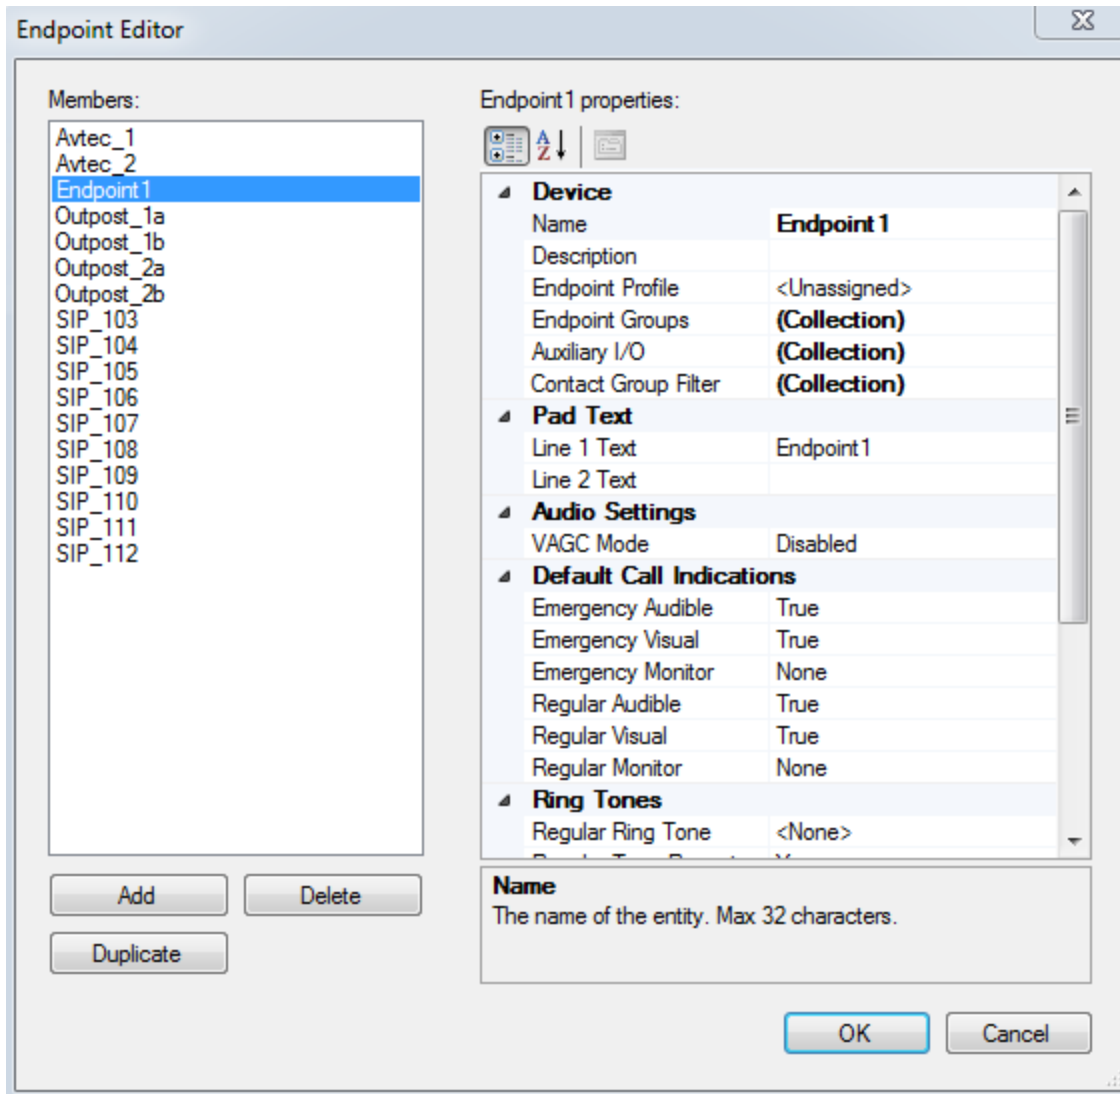 Endpoint Editor
Members:
Avtec_1
Avtec_2
Endpoint1
Outpost_1a
Outpost_1b
Outpost_2a
Outpost_2b
SIP_103
SIP_104
SIP_105
SIP_106
SIP_107
SIP_108
SIP_109
SIP_110
SIP_111
SIP_112
Add Delete
Duplicate
Endpoint1 properties:
Device
Name Endpoint1
Description
Endpoint Profile <Unassigned>
Endpoint Groups (Collection)
Auxiliary I/O (Collection)
Contact Group Filter (Collection)
Pad Text
Line 1 Text Endpoint1
Line 2 Text
Audio Settings
VAGC Mode Disabled
Default Call Indications
Emergency Audible True
Emergency Visual True
Emergency Monitor None
Regular Audible True
Regular Visual True
Regular Monitor None
Ring Tones
Regular Ring Tone <None>
Name
The name of the entity. Max 32 characters.
OK Cancel